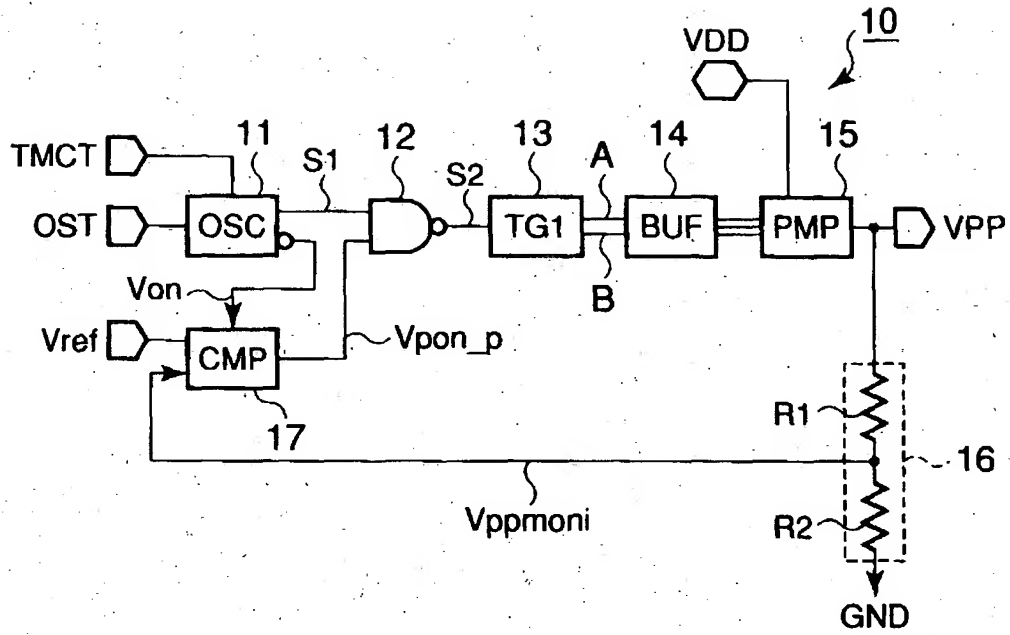 10
VDD
11
12
13
14
15
TMCT
S1
S2
A
OST
OSC
TG1
BUF
PMP
VPP
B
Von
Vref
CMP
Vpon_p
17
R1
16
Vppmoni
R2
GND